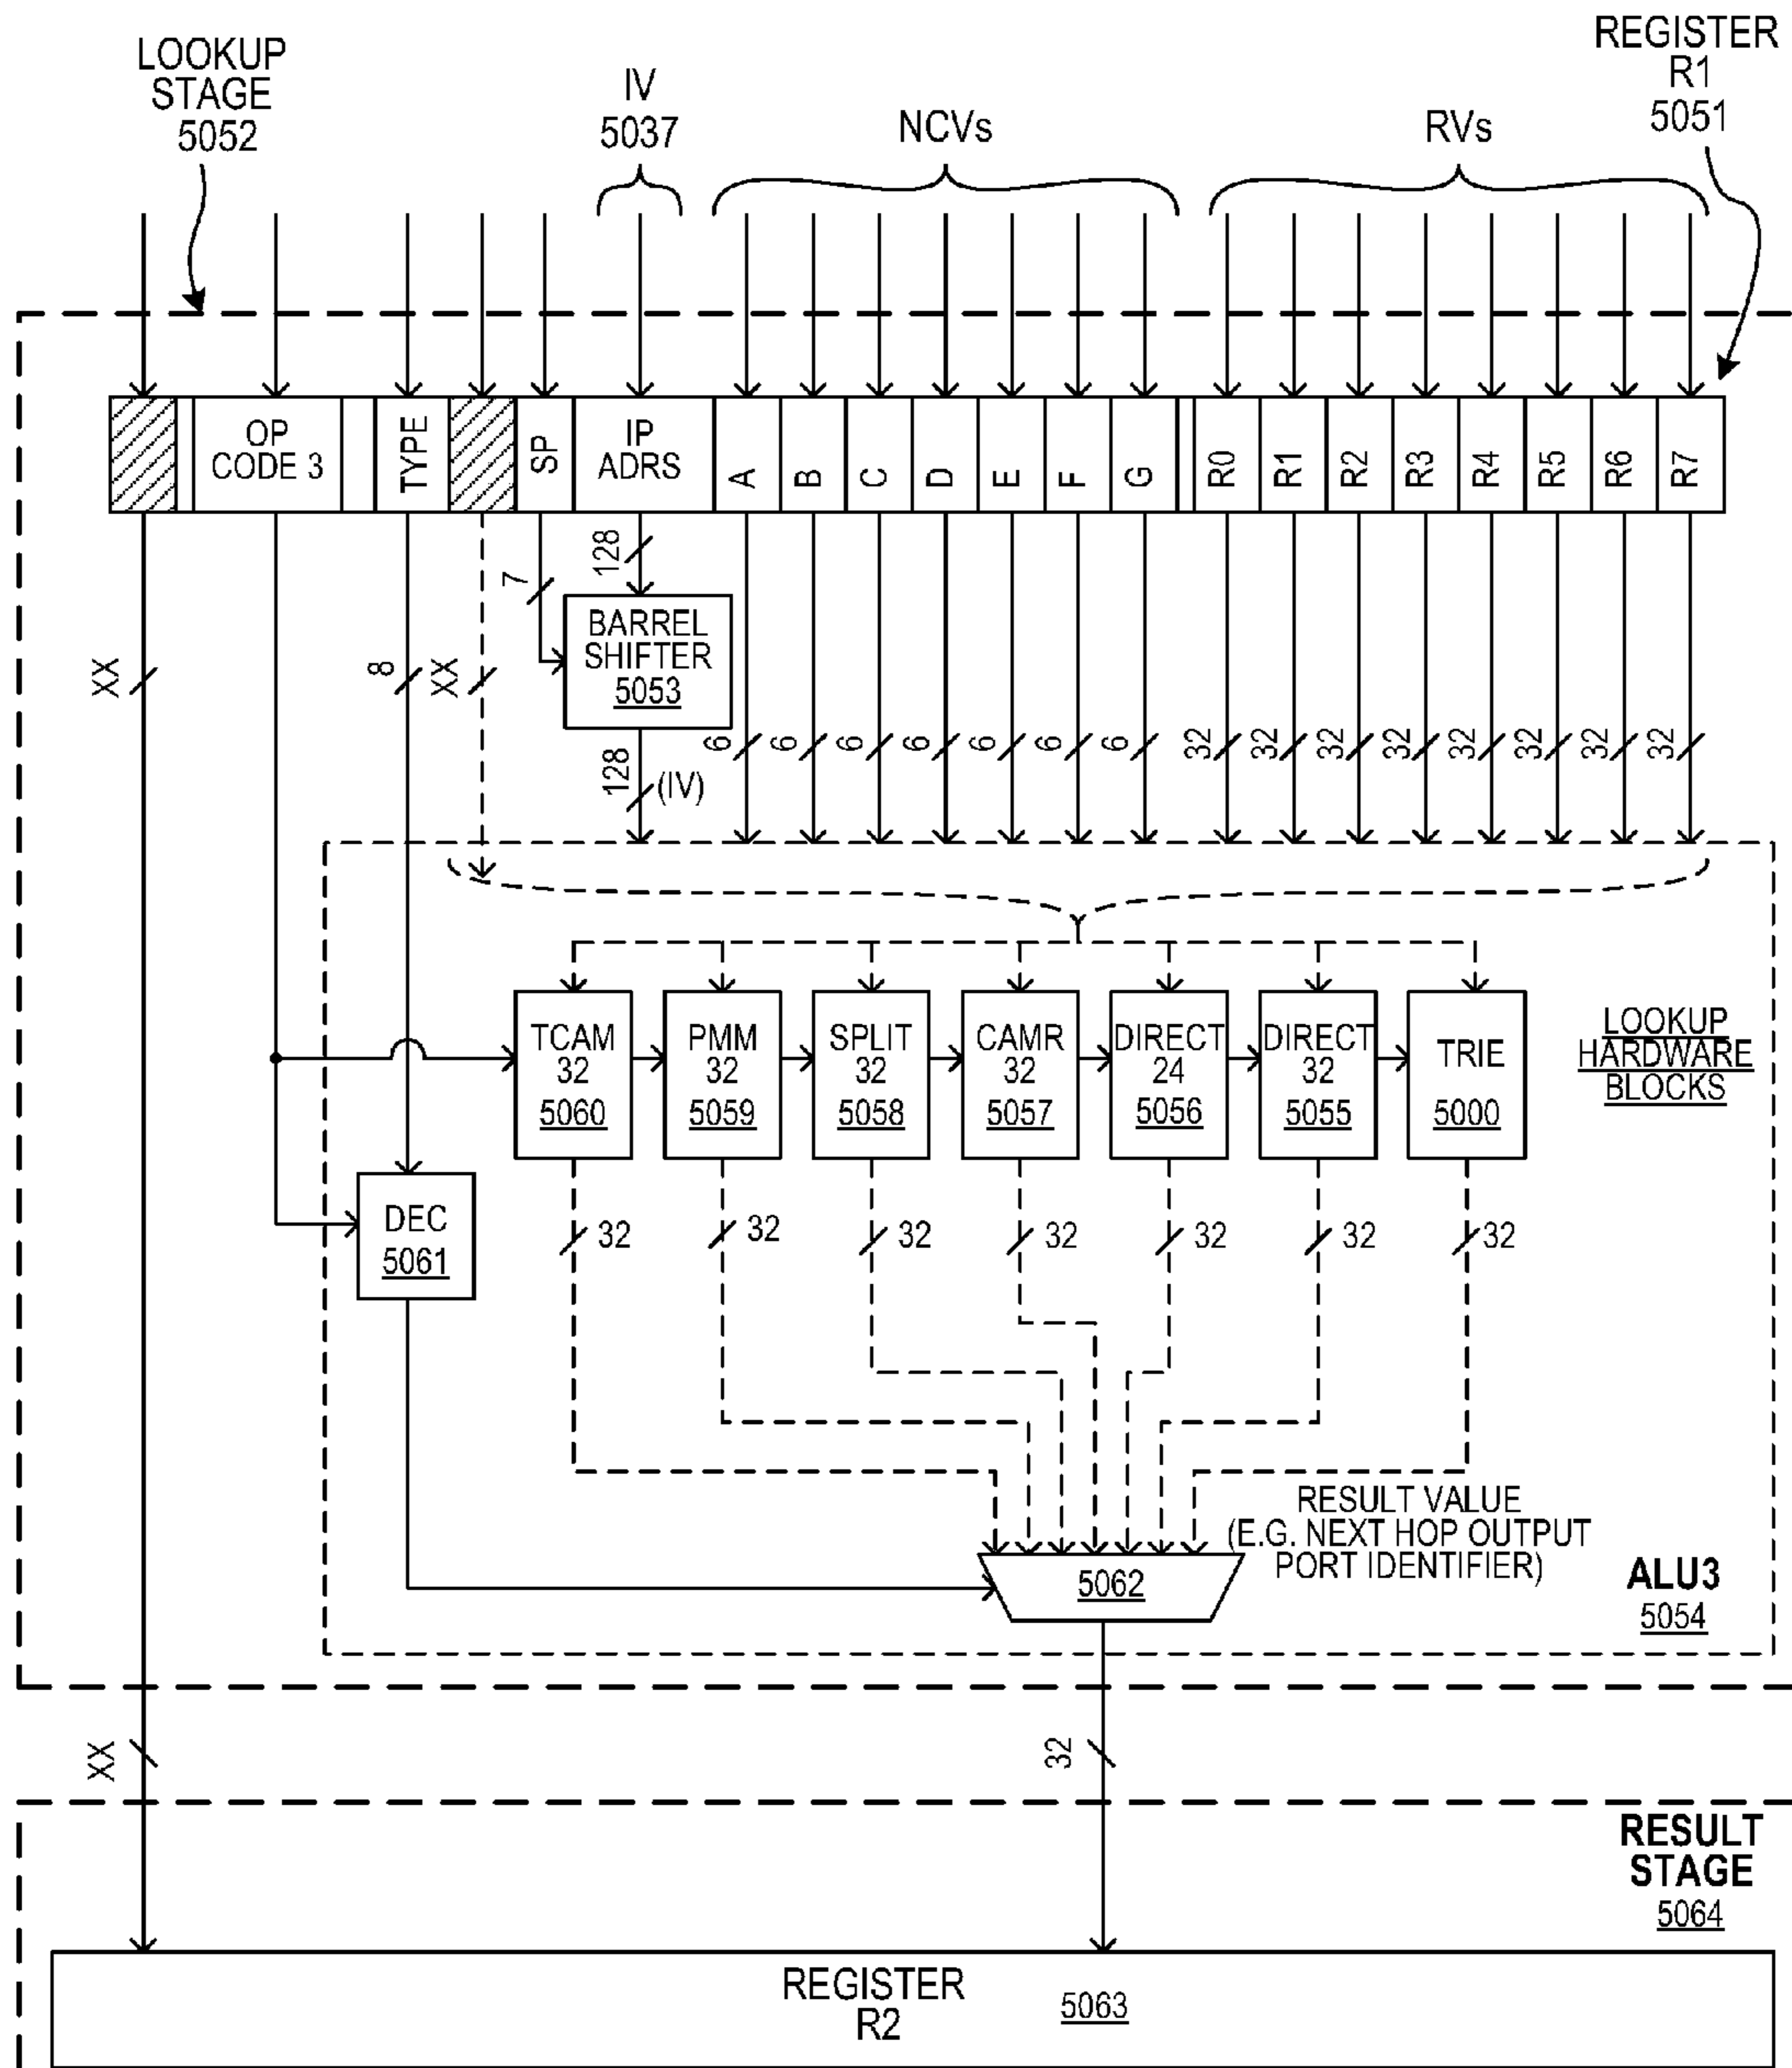 LOOKUP
STAGE
5052
IV
5037
NCVs
RVs
REGISTER
R1
5051
OP
CODE 3
TYPE
SP
IP
ADRS
A
B
C
D
E
F
G
R0
R1
R2
R3
R4
R5
R6
R7
XX
8
XX
7
128
BARREL
SHIFTER
5053
128
(IV)
6
6
6
6
6
6
6
32
32
32
32
32
32
32
32
TCAM
32
5060
PMM
32
5059
SPLIT
32
5058
CAMR
32
5057
DIRECT
24
5056
DIRECT
32
5055
TRIE
5000
LOOKUP
HARDWARE
BLOCKS
DEC
5061
32
32
32
32
32
32
32
RESULT VALUE
(E.G. NEXT HOP OUTPUT
PORT IDENTIFIER)
5062
ALU3
5054
XX
32
RESULT
STAGE
5064
REGISTER
R2
5063